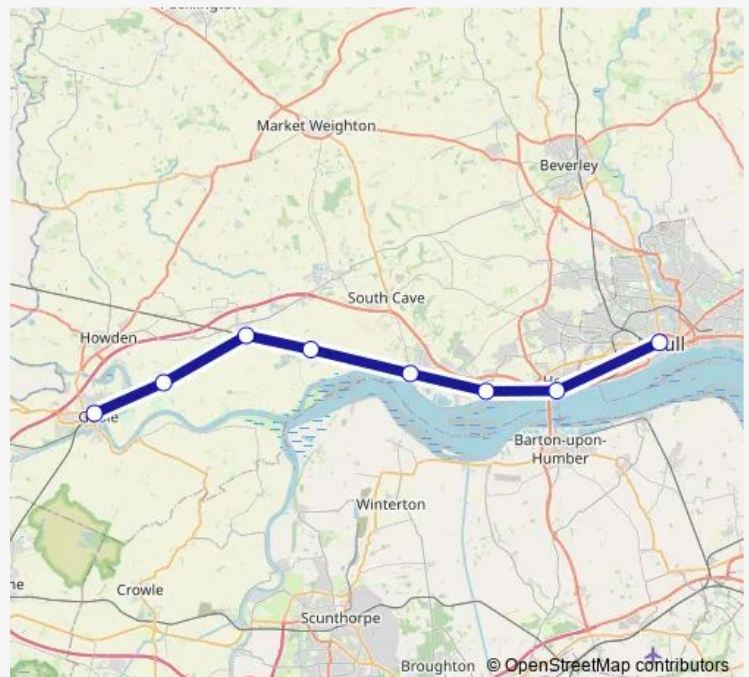 Market Weighton
Beverley
South Cave
Howden
Barton-upon-
Humber
Winterton
Crowle
Scunthorpe
Broughton
© OpenStreetMap contributors